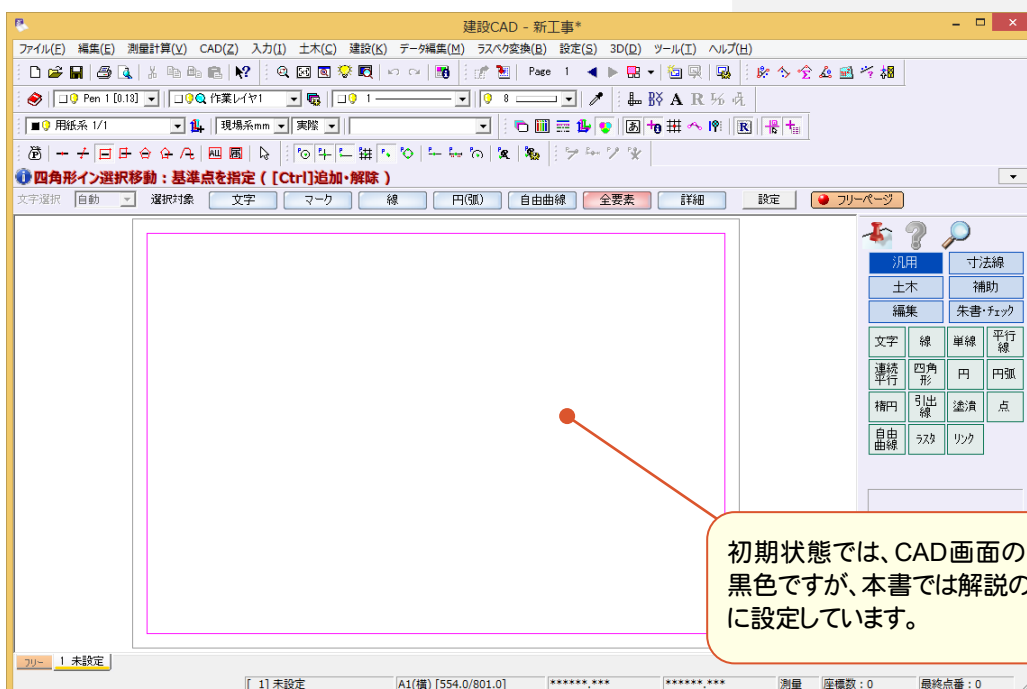 建設CAD - 新工事*
ファイル(F) 編集(E) 測量計算(V) CAD(Z) 入力(I) 土木(C) 建設(K) データ編集(M) ラスベク変換(B) 設定(S) 3D(D) ツール(T) ヘルプ(H)
Page 1
Pen 1 [0.13] 作業レイヤ1 1 8
用紙系 1/1 現場系mm 実際
四角形イン選択移動：基準点を指定 ( [Ctrl]追加・解除 )
文字選択 自動 選択対象 文字 マーク 線 円(弧) 自由曲線 全要素 詳細 設定 フリーページ
汎用 寸法線
土木 補助
編集 朱書・チェック
文字 線 単線 平行線
連続平行 四角形 円 円弧
楕円 引出線 塗潰 点
自由曲線 ラスタ リンク
初期状態では、CAD画面の
黒色ですが、本書では解説の
に設定しています。
フリー 1 未設定
[ 1] 未設定 A1(横) [554.0/801.0] ******.*** ******.*** 測量 座標数：0 最終点番：0